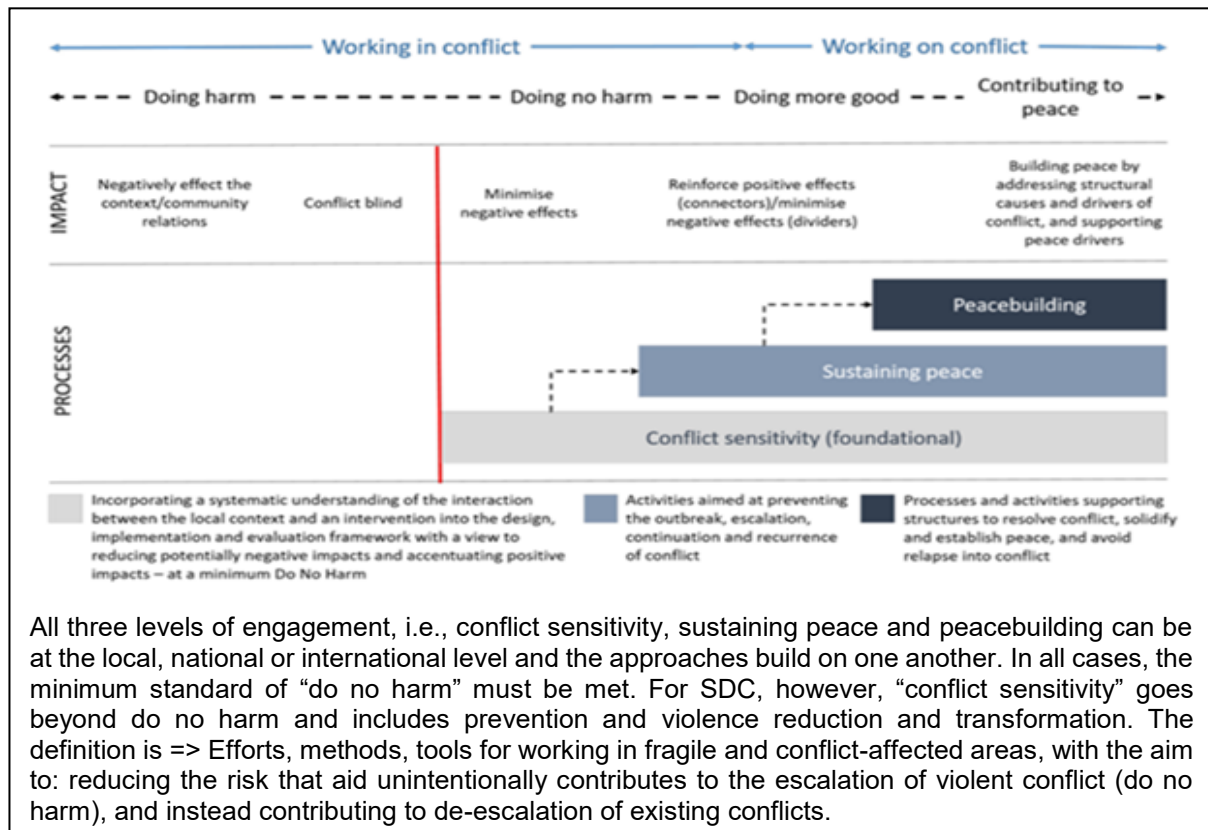 Working in conflict
Working on conflict
Doing harm
Doing no harm
Doing more good
Contributing to
peace
IMPACT
Negatively effect the
context/community
relations
Conflict blind
Minimise
negative effects
Reinforce positive effects
(connectors)/minimise
negative effects (dividers)
Building peace by
addressing structural
causes and drivers of
conflict, and supporting
peace drivers
PROCESSES
Peacebuilding
Sustaining peace
Conflict sensitivity (foundational)
Incorporating a systematic understanding of the interaction
between the local context and an intervention into the design,
implementation and evaluation framework with a view to
reducing potentially negative impacts and accentuating positive
impacts – at a minimum Do No Harm
Activities aimed at preventing
the outbreak, escalation,
continuation and recurrence
of conflict
Processes and activities supporting
structures to resolve conflict, solidify
and establish peace, and avoid
relapse into conflict
All three levels of engagement, i.e., conflict sensitivity, sustaining peace and peacebuilding can be
at the local, national or international level and the approaches build on one another. In all cases, the
minimum standard of “do no harm” must be met. For SDC, however, “conflict sensitivity” goes
beyond do no harm and includes prevention and violence reduction and transformation. The
definition is => Efforts, methods, tools for working in fragile and conflict-affected areas, with the aim
to: reducing the risk that aid unintentionally contributes to the escalation of violent conflict (do no
harm), and instead contributing to de-escalation of existing conflicts.